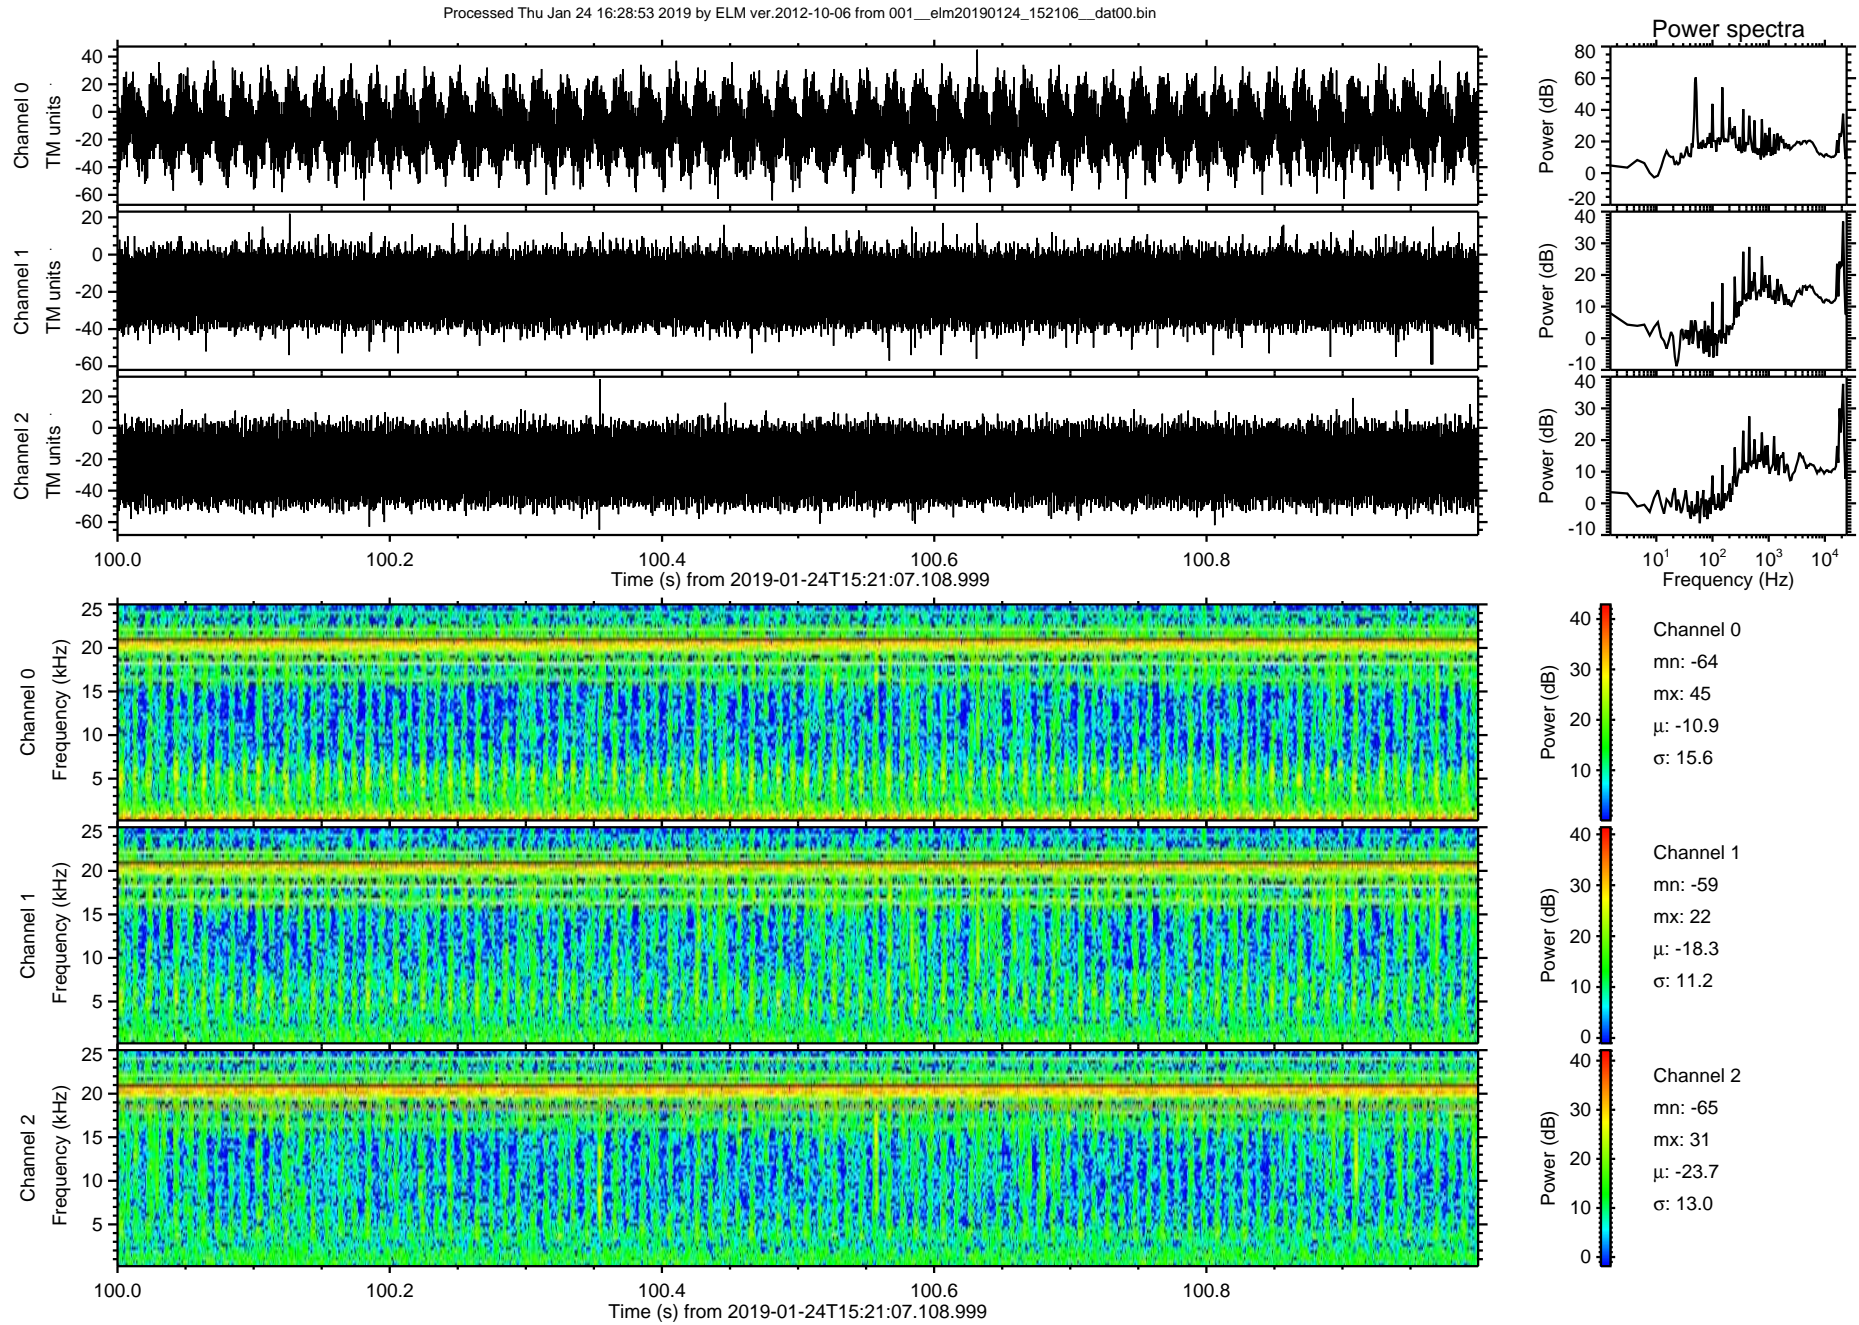 Processed Thu Jan 24 16:28:53 2019 by ELM ver.2012-10-06 from 001__elm20190124_152106__dat00.bin
Power spectra
Channel 0
TM units
40
20
0
-20
-40
-60
Power (dB)
80
60
40
20
0
-20
Channel 1
TM units
20
0
-20
-40
-60
Power (dB)
40
30
20
10
0
-10
Channel 2
TM units
20
0
-20
-40
-60
Power (dB)
40
30
20
10
0
-10
100.0 100.2 100.4 100.6 100.8
Time (s) from 2019-01-24T15:21:07.108.999
10¹ 10² 10³ 10⁴
Frequency (Hz)
Channel 0
Frequency (kHz)
25
20
15
10
5
Power (dB)
40
30
20
10
Channel 0
mn: -64
mx: 45
μ: -10.9
σ: 15.6
Channel 1
Frequency (kHz)
25
20
15
10
5
Power (dB)
40
30
20
10
0
Channel 1
mn: -59
mx: 22
μ: -18.3
σ: 11.2
Channel 2
Frequency (kHz)
25
20
15
10
5
Power (dB)
40
30
20
10
0
Channel 2
mn: -65
mx: 31
μ: -23.7
σ: 13.0
100.0 100.2 100.4 100.6 100.8
Time (s) from 2019-01-24T15:21:07.108.999